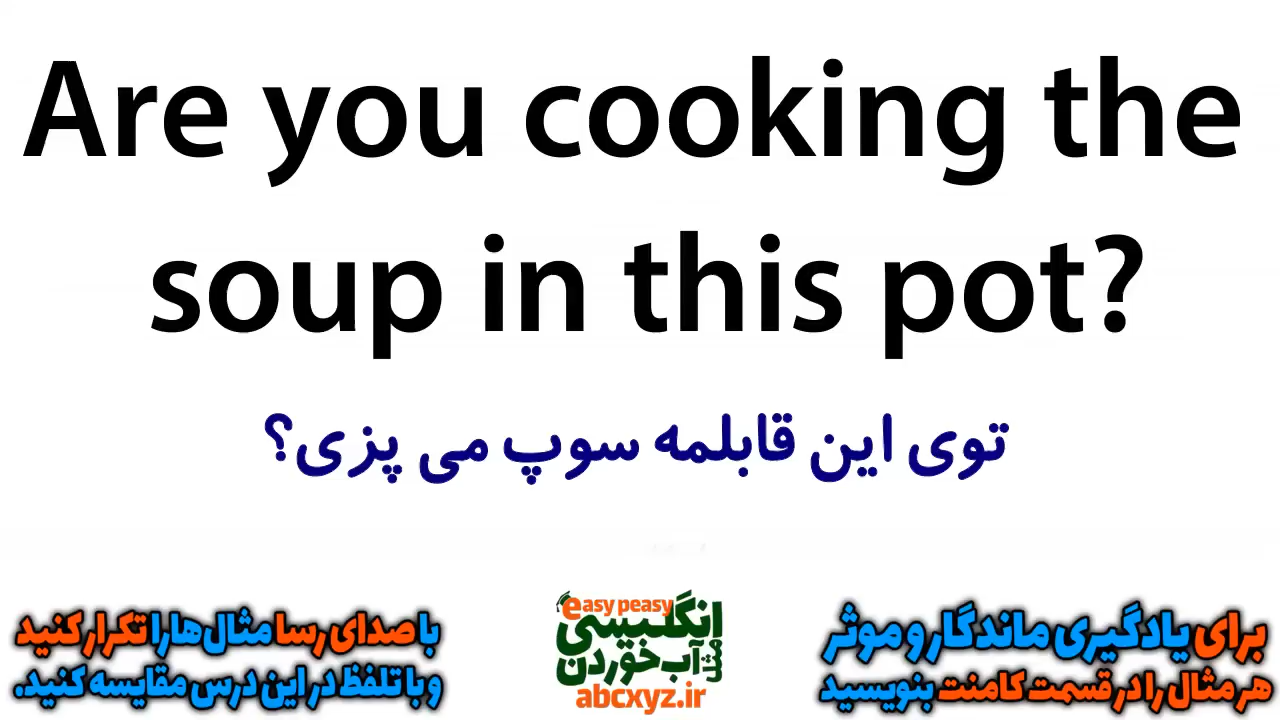 Are you cooking the
soup in this pot?
توی این قابلمه سوپ می پزی؟
برای یادگیری ماندگار و موثر
هر مثال را در قسمت کامنت بنویسید
easy peasy
انگلیسی
مثل آب خوردن
abcxyz.ir
با صدای رسا مثال‌ها را تکرار کنید
و با تلفظ در این درس مقایسه کنید.